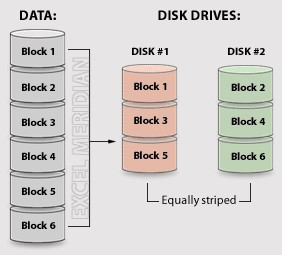 DATA:
Block 1
Block 2
Block 3
Block 4
Block 5
Block 6
EXCEL MERIDIAN
DISK DRIVES:
DISK #1
Block 1
Block 3
Block 5
DISK #2
Block 2
Block 4
Block 6
Equally striped